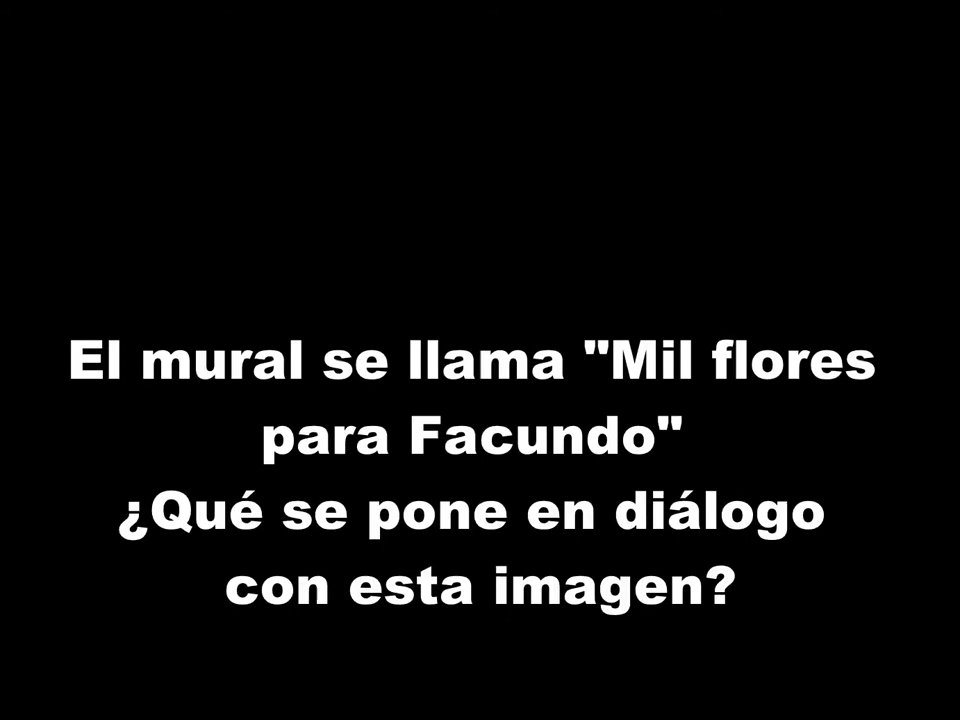 El mural se llama "Mil flores
para Facundo"
¿Qué se pone en diálogo
con esta imagen?